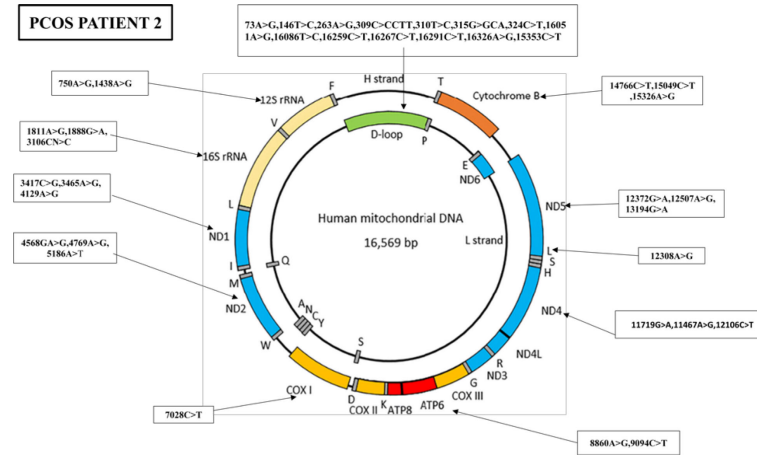 PCOS PATIENT 2
73A>G,146T>C,263A>G,309C>CCTT,310T>C,315G>GCA,324C>T,1605
1A>G,16086T>C,16259C>T,16267C>T,16291C>T,16326A>G,15353C>T
750A>G,1438A>G
1811A>G,1888G>A,
3106CN>C
3417C>G,3465A>G,
4129A>G
4568GA>G,4769A>G,
5186A>T
7028C>T
14766C>T,15049C>T
,15326A>G
12372G>A,12507A>G,
13194G>A
12308A>G
11719G>A,11467A>G,12106C>T
8860A>G,9094C>T
H strand
F
T
12S rRNA
Cytochrome B
V
D-loop
P
16S rRNA
E
ND6
L
ND5
Human mitochondrial DNA
16,569 bp
L strand
ND1
I
M
Q
L
S
H
ND2
A
N
C
Y
ND4
W
S
ND4L
R
ND3
G
COX I
D
COX II
K
ATP8
ATP6
COX III